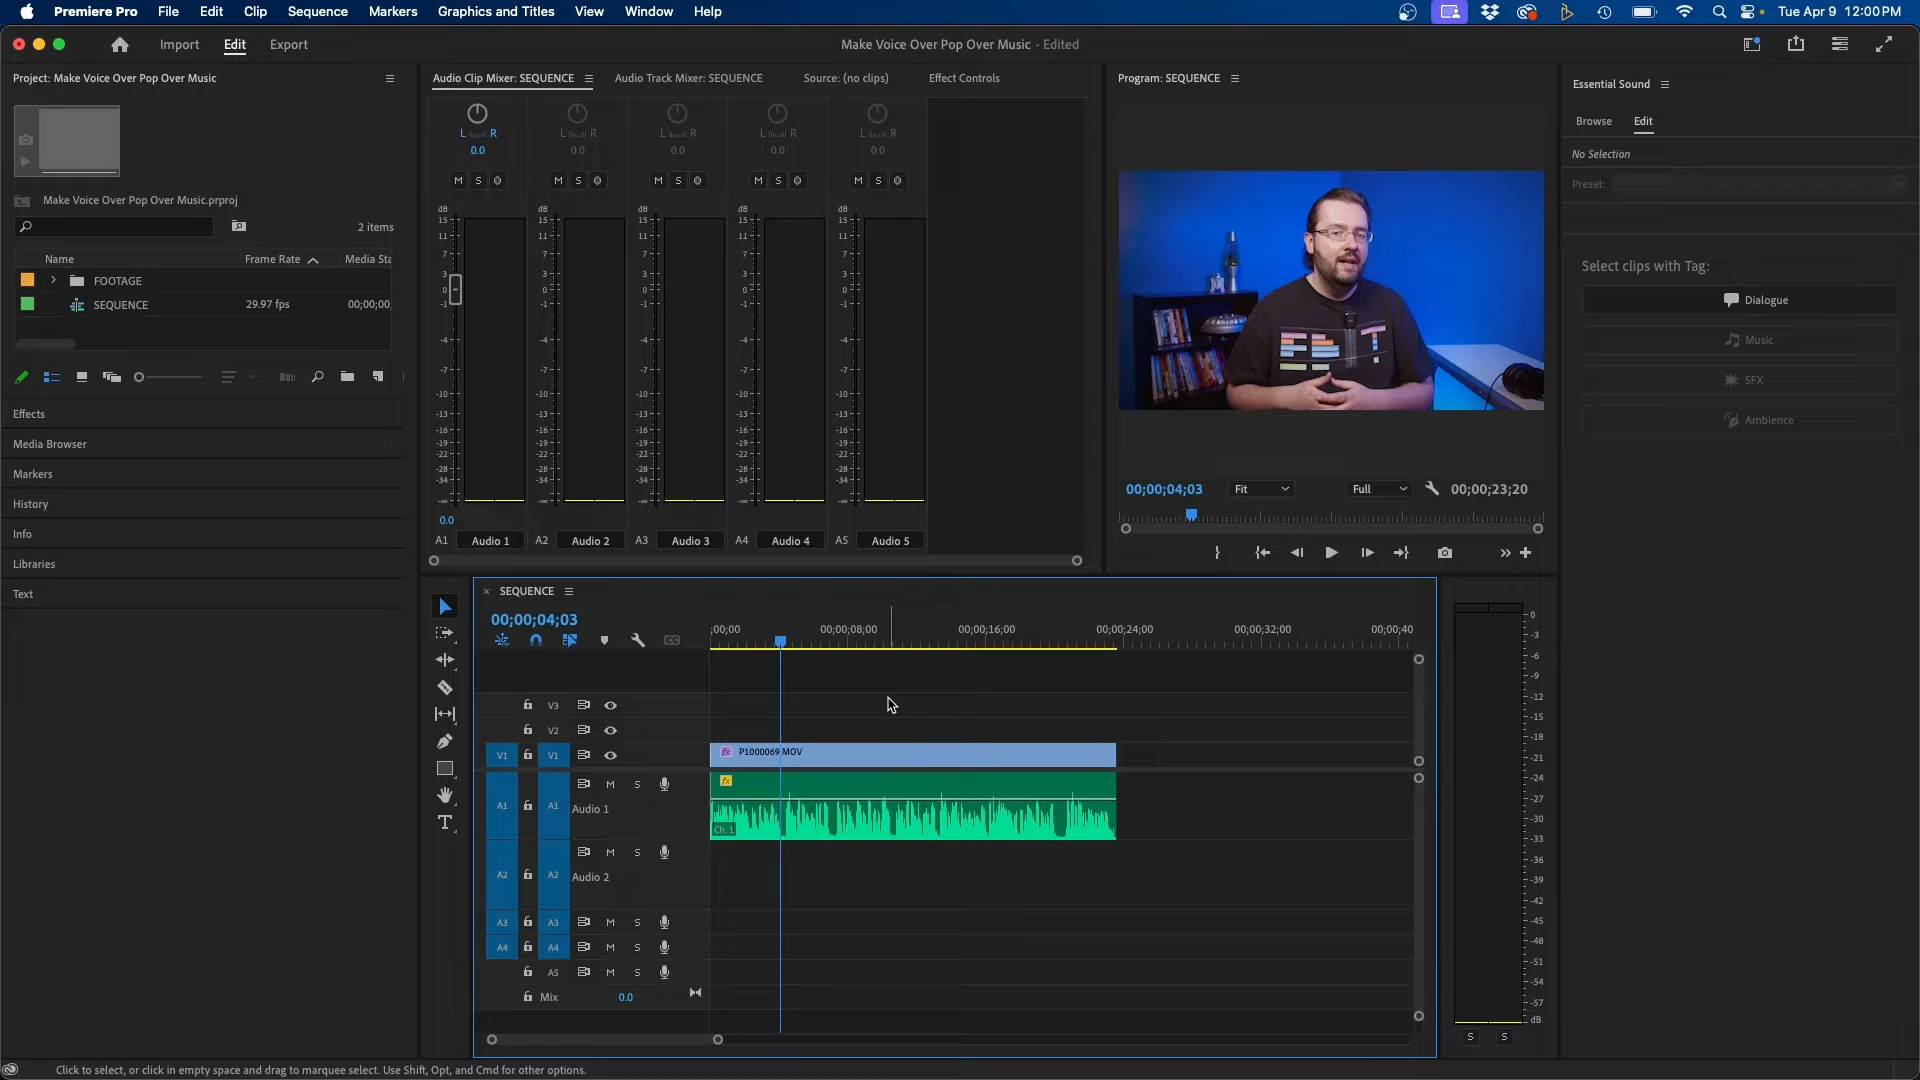 Premiere Pro File Edit Clip Sequence Markers Graphics and Titles View Window Help
Tue Apr 9 12:00PM
Import Edit Export
Make Voice Over Pop Over Music - Edited
Project: Make Voice Over Pop Over Music
Make Voice Over Pop Over Music.prproj
2 items
Name Frame Rate Media Sta
FOOTAGE
SEQUENCE 29.97 fps 00;00;00
Effects
Media Browser
Markers
History
Info
Libraries
Text
Audio Clip Mixer: SEQUENCE Audio Track Mixer: SEQUENCE Source: (no clips) Effect Controls
L R L R L R L R L R
0.0 0.0 0.0 0.0 0.0
M S M S M S M S M S
dB dB dB dB dB
15 15 15 15 15
11 11 11 11 11
7 7 7 7 7
3 3 3 3 3
0 0 0 0 0
-1 -1 -1 -1 -1
-4 -4 -4 -4 -4
-7 -7 -7 -7 -7
-10 -10 -10 -10 -10
-13 -13 -13 -13 -13
-16 -16 -16 -16 -16
-19 -19 -19 -19 -19
-22 -22 -22 -22 -22
-28 -28 -28 -28 -28
-34 -34 -34 -34 -34
-∞ -∞ -∞ -∞ -∞
0.0
A1 Audio 1 A2 Audio 2 A3 Audio 3 A4 Audio 4 A5 Audio 5
Program: SEQUENCE
00;00;04;03 Fit Full 00;00;23;20
Essential Sound
Browse Edit
No Selection
Preset:
Select clips with Tag:
Dialogue
Music
SFX
Ambience
SEQUENCE
00;00;04;03
;00;00 00;00;08;00 00;00;16;00 00;00;24;00 00;00;32;00 00;00;40
CC
V3
V2
V1 V1 fx P1000069.MOV
A1 A1 M S Audio 1 fx Ch. 1
A2 A2 M S Audio 2
A3 A3 M S
A4 A4 M S
A5 M S
Mix 0.0
0
-3
-6
-9
-12
-15
-18
-21
-24
-27
-30
-33
-36
-39
-42
-45
-48
-51
-54
-57
dB
S S
Click to select, or click in empty space and drag to marquee select. Use Shift, Opt, and Cmd for other options.